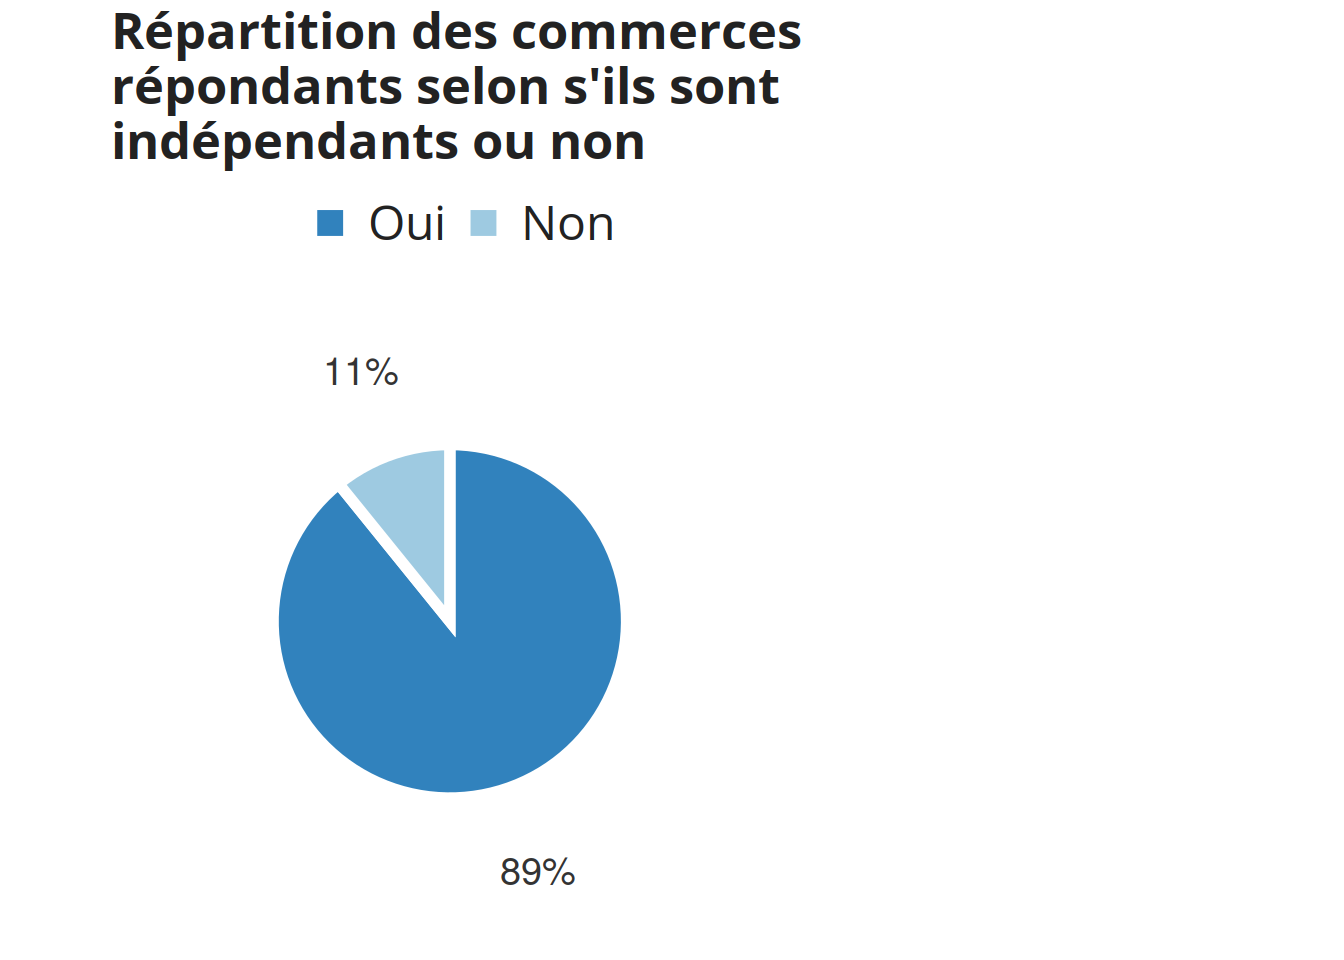 Répartition des commerces
répondants selon s'ils sont
indépendants ou non
Oui Non
11%
89%